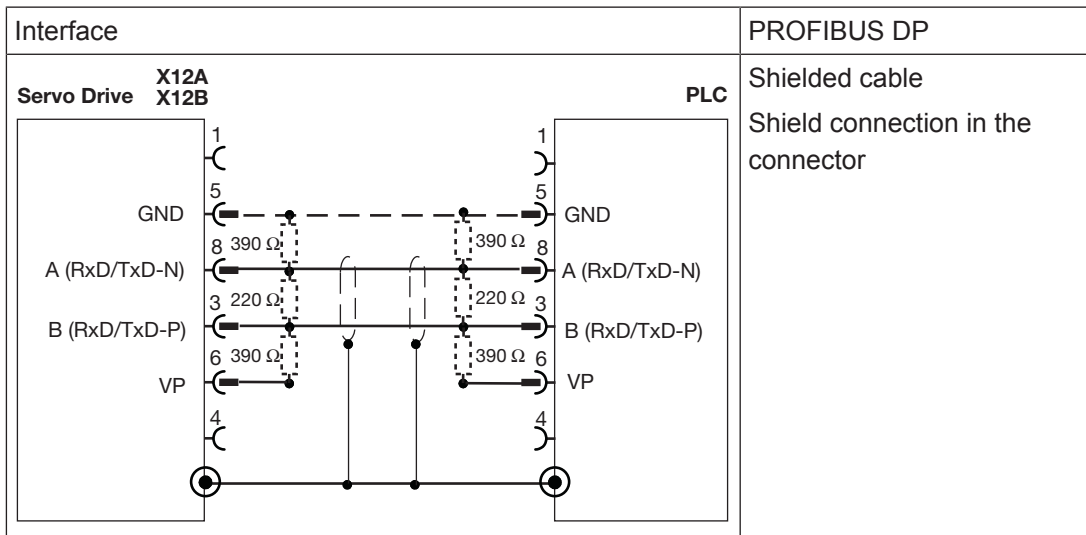 Interface
PROFIBUS DP
X12A
Servo Drive X12B
PLC
Shielded cable
Shield connection in the
connector
1
1
5
5
GND
GND
8 390 Ω
390 Ω 8
A (RxD/TxD-N)
A (RxD/TxD-N)
3 220 Ω
220 Ω 3
B (RxD/TxD-P)
B (RxD/TxD-P)
6 390 Ω
390 Ω 6
VP
VP
4
4